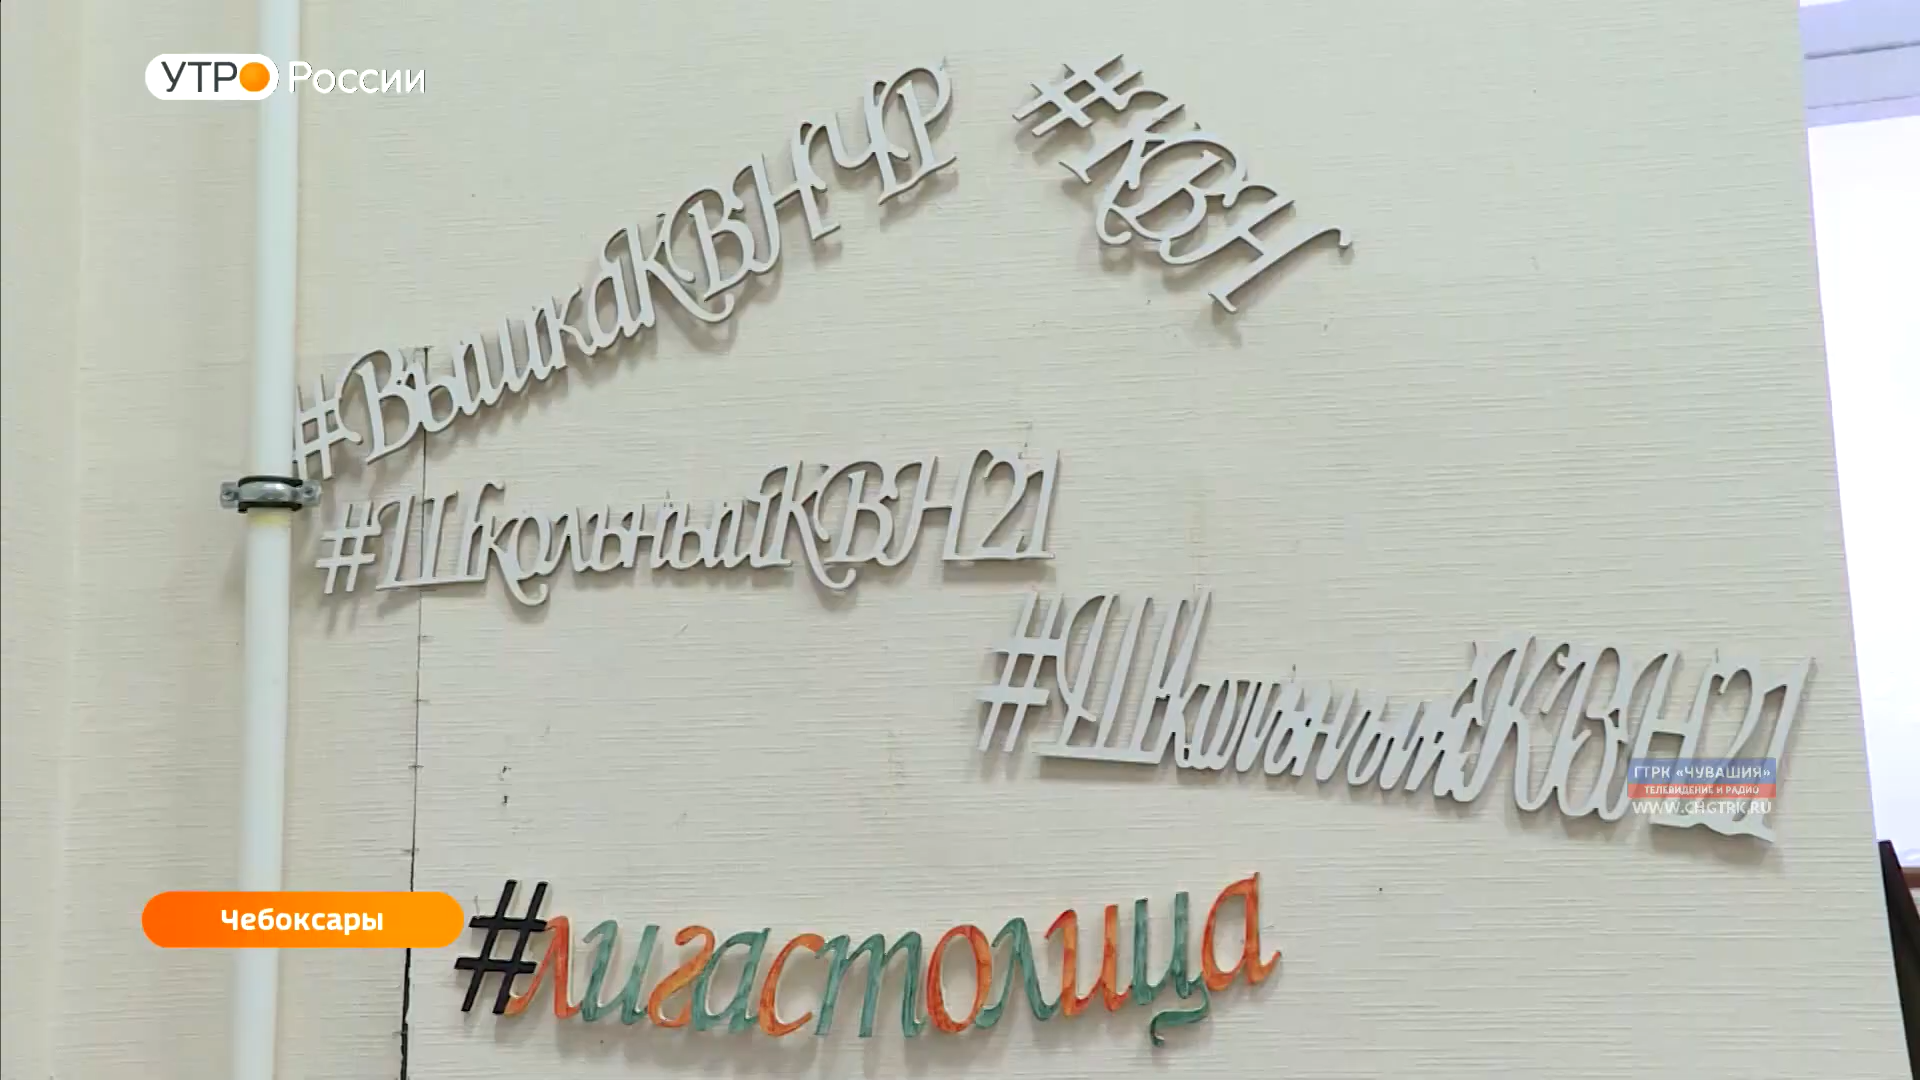 УТРО России
#ВышкаКВНЧР
#КВН
#ШкольныйКВН21
#ШкольныйКВН21
ГТРК «ЧУВАШИЯ»
ТЕЛЕВИДЕНИЕ И РАДИО
WWW.CHGTRK.RU
Чебоксары
#лигастолица